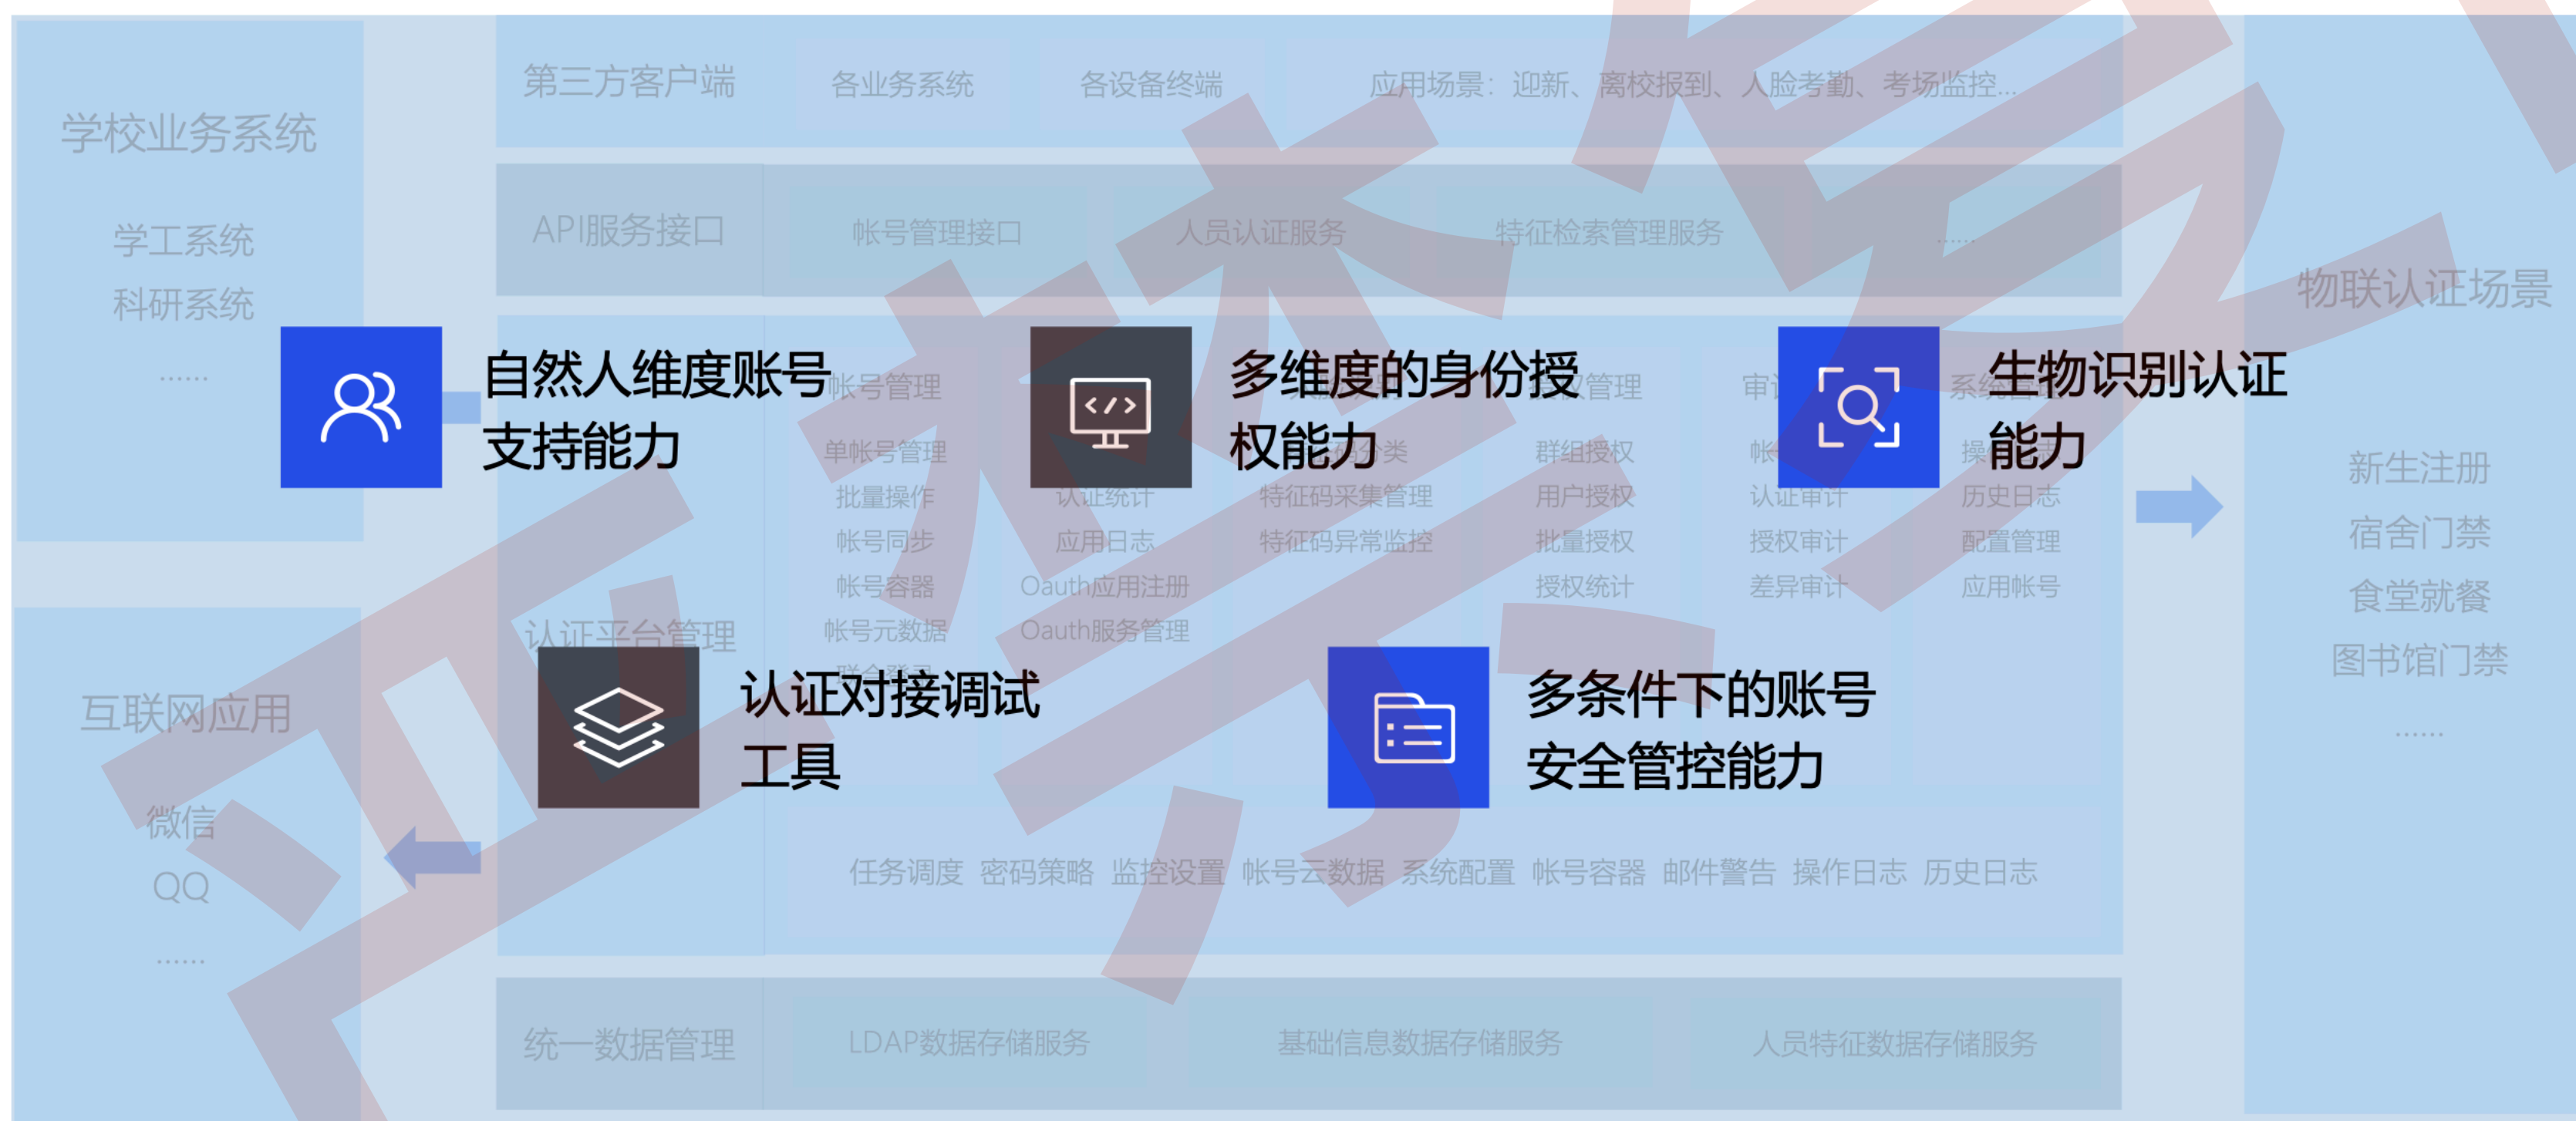 学校业务系统
学工系统
科研系统
......
第三方客户端
各业务系统
各设备终端
应用场景：迎新、离校报到、人脸考勤、考场监控...
API服务接口
帐号管理接口
人员认证服务
特征检索管理服务
......
自然人维度账号
支持能力
多维度的身份授
权能力
生物识别认证
能力
认证对接调试
工具
多条件下的账号
安全管控能力
认证平台管理
帐号管理
单帐号管理
批量操作
帐号同步
帐号容器
帐号元数据
认证统计
应用日志
Oauth应用注册
Oauth服务管理
特征码采集管理
特征码异常监控
群组授权
用户授权
批量授权
授权统计
认证审计
授权审计
差异审计
历史日志
配置管理
应用帐号
任务调度 密码策略 监控设置 帐号云数据 系统配置 帐号容器 邮件警告 操作日志 历史日志
互联网应用
微信
QQ
......
统一数据管理
LDAP数据存储服务
基础信息数据存储服务
人员特征数据存储服务
物联认证场景
新生注册
宿舍门禁
食堂就餐
图书馆门禁
......